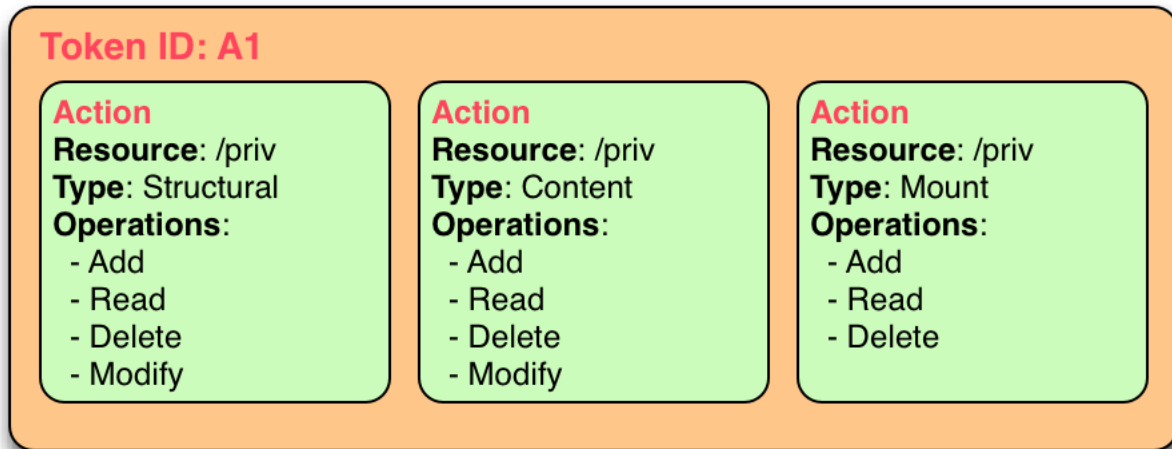 Token ID: A1
Action
Resource: /priv
Type: Structural
Operations:
- Add
- Read
- Delete
- Modify
Action
Resource: /priv
Type: Content
Operations:
- Add
- Read
- Delete
- Modify
Action
Resource: /priv
Type: Mount
Operations:
- Add
- Read
- Delete